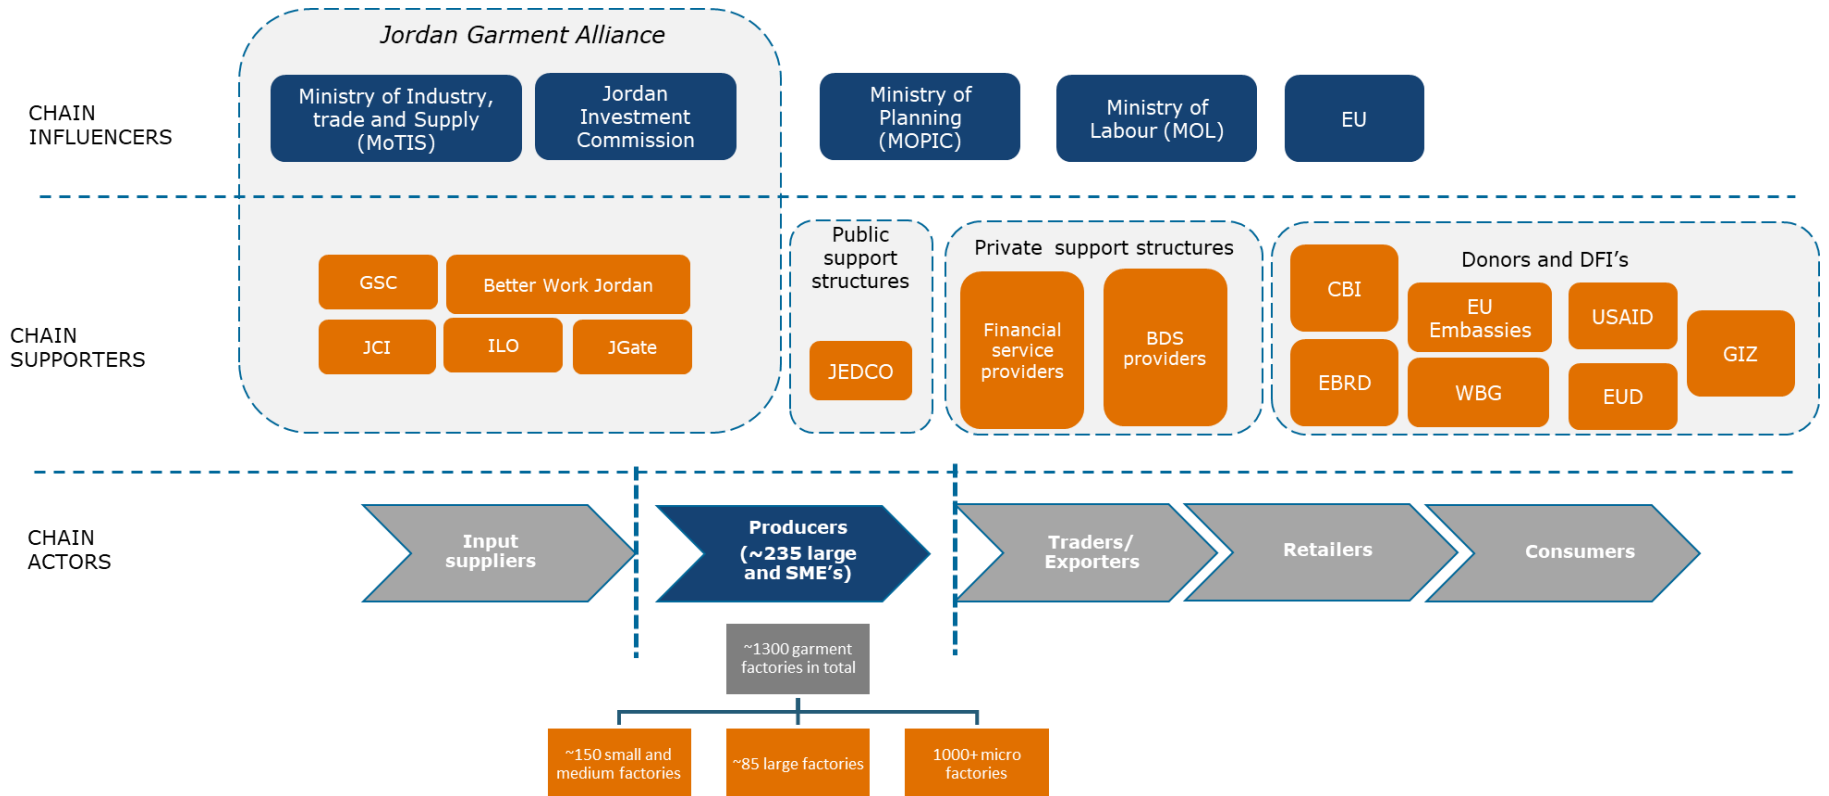 Jordan Garment Alliance
CHAIN
INFLUENCERS
Ministry of Industry,
trade and Supply
(MoTIS)
Jordan
Investment
Commission
Ministry of
Planning
(MOPIC)
Ministry of
Labour (MOL)
EU
CHAIN
SUPPORTERS
GSC
Better Work Jordan
JCI
ILO
JGate
Public
support
structures
JEDCO
Private support structures
Financial
service
providers
BDS
providers
Donors and DFI’s
CBI
EU
Embassies
USAID
GIZ
EBRD
WBG
EUD
CHAIN
ACTORS
Input
suppliers
Producers
(~235 large
and SME’s)
Traders/
Exporters
Retailers
Consumers
~1300 garment
factories in total
~150 small and
medium factories
~85 large factories
1000+ micro
factories